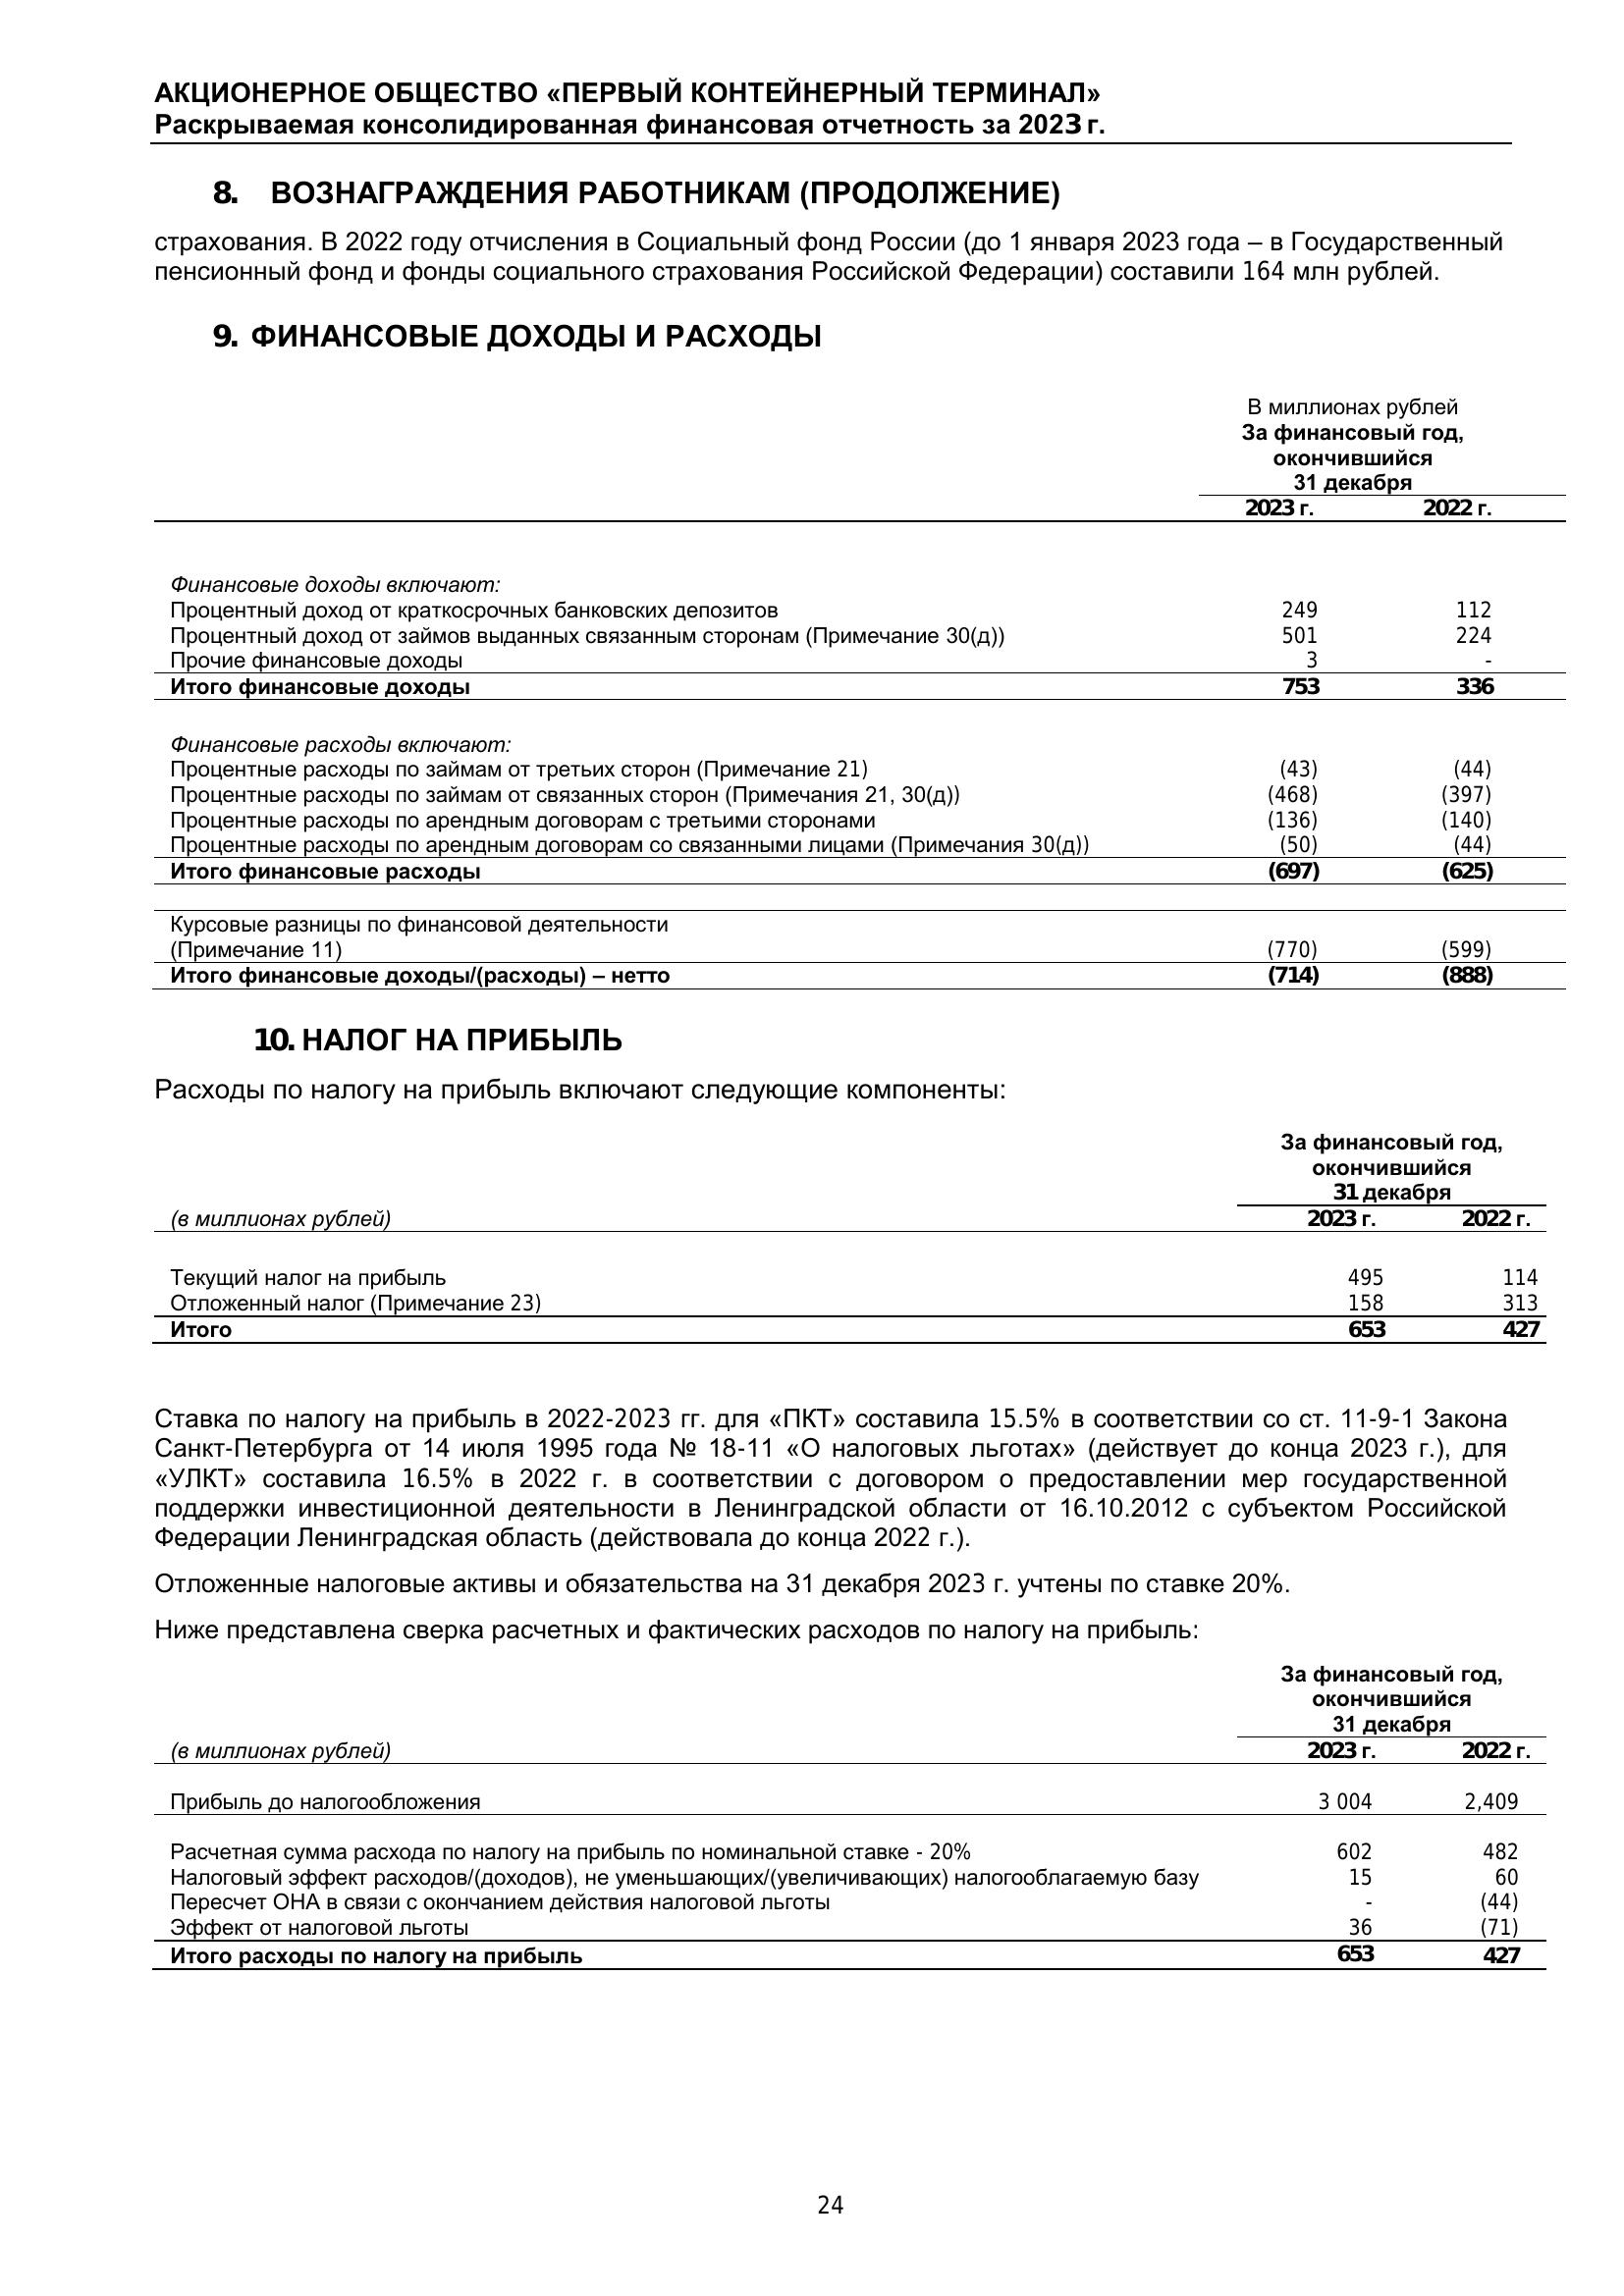 АКЦИОНЕРНОЕ ОБЩЕСТВО «ПЕРВЫЙ КОНТЕЙНЕРНЫЙ ТЕРМИНАЛ»
Раскрываемая консолидированная финансовая отчетность за 2023 г.
8. ВОЗНАГРАЖДЕНИЯ РАБОТНИКАМ (ПРОДОЛЖЕНИЕ)
страхования. В 2022 году отчисления в Социальный фонд России (до 1 января 2023 года – в Государственный
пенсионный фонд и фонды социального страхования Российской Федерации) составили 164 млн рублей.
9. ФИНАНСОВЫЕ ДОХОДЫ И РАСХОДЫ
В миллионах рублей
За финансовый год,
окончившийся
31 декабря
2023 г. 2022 г.
Финансовые доходы включают:
Процентный доход от краткосрочных банковских депозитов 249 112
Процентный доход от займов выданных связанным сторонам (Примечание 30(д)) 501 224
Прочие финансовые доходы 3 -
Итого финансовые доходы 753 336
Финансовые расходы включают:
Процентные расходы по займам от третьих сторон (Примечание 21) (43) (44)
Процентные расходы по займам от связанных сторон (Примечания 21, 30(д)) (468) (397)
Процентные расходы по арендным договорам с третьими сторонами (136) (140)
Процентные расходы по арендным договорам со связанными лицами (Примечания 30(д)) (50) (44)
Итого финансовые расходы (697) (625)
Курсовые разницы по финансовой деятельности
(Примечание 11) (770) (599)
Итого финансовые доходы/(расходы) – нетто (714) (888)
10. НАЛОГ НА ПРИБЫЛЬ
Расходы по налогу на прибыль включают следующие компоненты:
За финансовый год,
окончившийся
31 декабря
(в миллионах рублей) 2023 г. 2022 г.
Текущий налог на прибыль 495 114
Отложенный налог (Примечание 23) 158 313
Итого 653 427
Ставка по налогу на прибыль в 2022-2023 гг. для «ПКТ» составила 15.5% в соответствии со ст. 11-9-1 Закона
Санкт-Петербурга от 14 июля 1995 года № 18-11 «О налоговых льготах» (действует до конца 2023 г.), для
«УЛКТ» составила 16.5% в 2022 г. в соответствии с договором о предоставлении мер государственной
поддержки инвестиционной деятельности в Ленинградской области от 16.10.2012 с субъектом Российской
Федерации Ленинградская область (действовала до конца 2022 г.).
Отложенные налоговые активы и обязательства на 31 декабря 2023 г. учтены по ставке 20%.
Ниже представлена сверка расчетных и фактических расходов по налогу на прибыль:
За финансовый год,
окончившийся
31 декабря
(в миллионах рублей) 2023 г. 2022 г.
Прибыль до налогообложения 3 004 2,409
Расчетная сумма расхода по налогу на прибыль по номинальной ставке - 20% 602 482
Налоговый эффект расходов/(доходов), не уменьшающих/(увеличивающих) налогооблагаемую базу 15 60
Пересчет ОНА в связи с окончанием действия налоговой льготы - (44)
Эффект от налоговой льготы 36 (71)
Итого расходы по налогу на прибыль 653 427
24